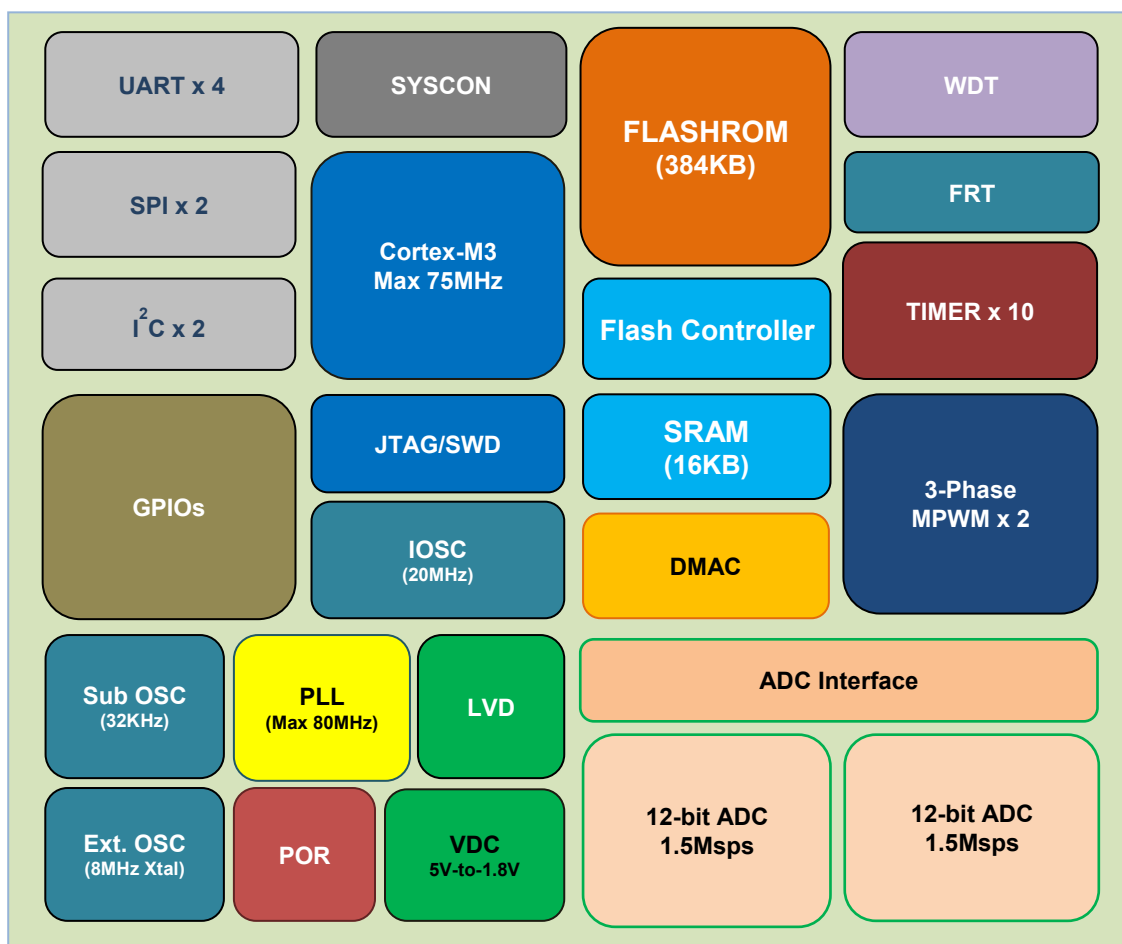 UART x 4
SYSCON
FLASHROM
(384KB)
WDT
SPI x 2
Cortex-M3
Max 75MHz
FRT
I²C x 2
Flash Controller
TIMER x 10
GPIOs
JTAG/SWD
SRAM
(16KB)
3-Phase
MPWM x 2
IOSC
(20MHz)
DMAC
Sub OSC
(32KHz)
PLL
(Max 80MHz)
LVD
ADC Interface
Ext. OSC
(8MHz Xtal)
POR
VDC
5V-to-1.8V
12-bit ADC
1.5Msps
12-bit ADC
1.5Msps